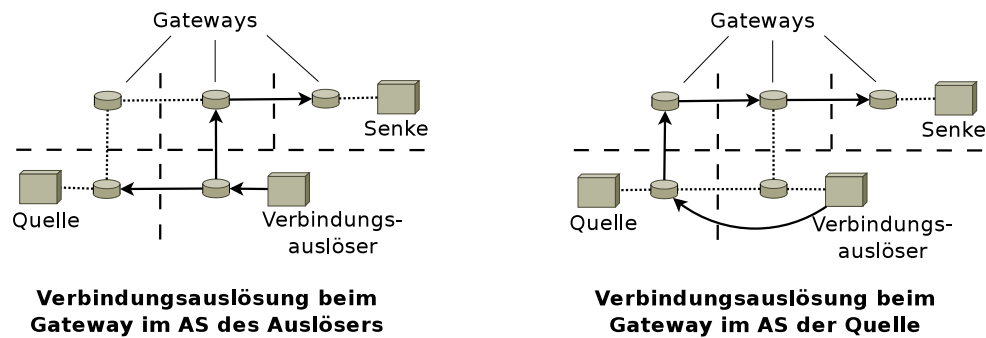 Gateways
Senke
Quelle
Verbindungs-
auslöser
Verbindungsauslösung beim
Gateway im AS des Auslösers
Gateways
Senke
Quelle
Verbindungs-
auslöser
Verbindungsauslösung beim
Gateway im AS der Quelle